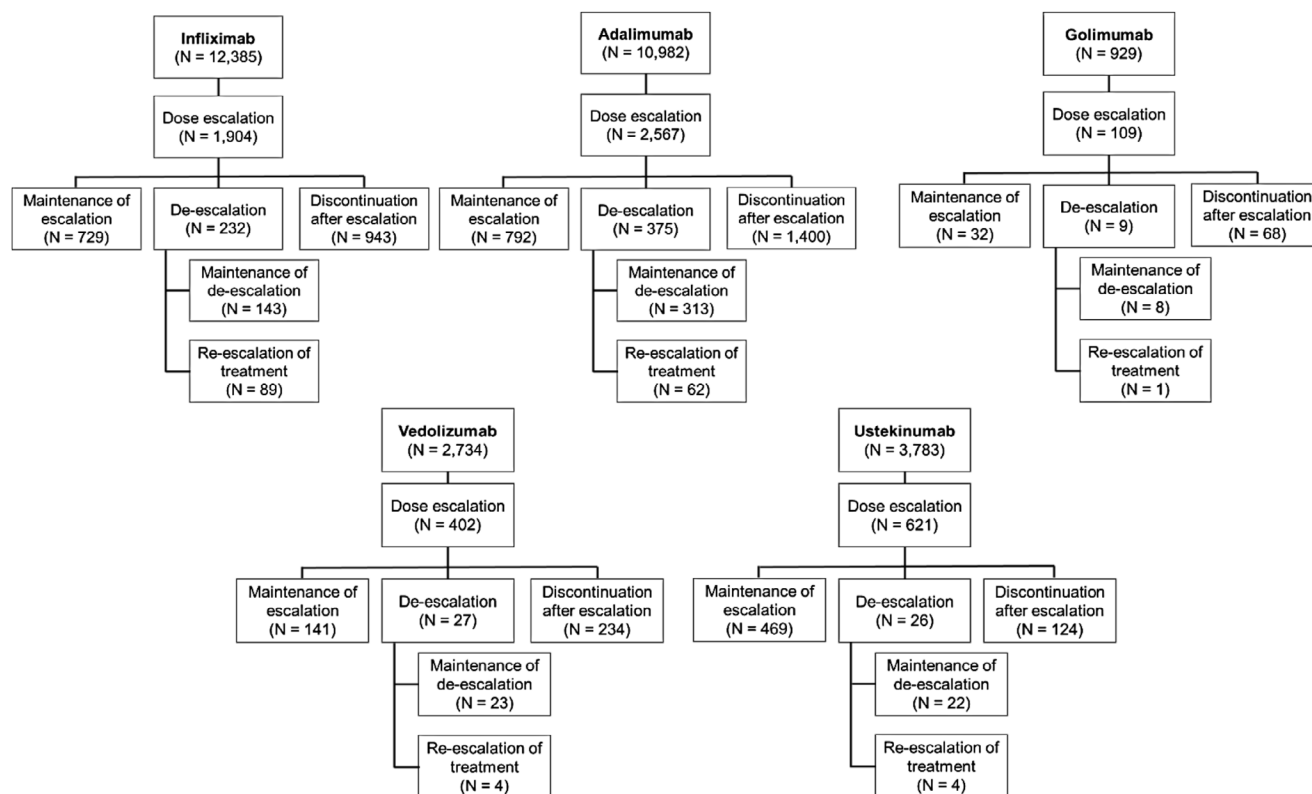 Infliximab
(N = 12,385)
Dose escalation
(N = 1,904)
Maintenance of
escalation
(N = 729)
De-escalation
(N = 232)
Discontinuation
after escalation
(N = 943)
Maintenance of
de-escalation
(N = 143)
Re-escalation of
treatment
(N = 89)
Adalimumab
(N = 10,982)
Dose escalation
(N = 2,567)
Maintenance of
escalation
(N = 792)
De-escalation
(N = 375)
Discontinuation
after escalation
(N = 1,400)
Maintenance of
de-escalation
(N = 313)
Re-escalation of
treatment
(N = 62)
Golimumab
(N = 929)
Dose escalation
(N = 109)
Maintenance of
escalation
(N = 32)
De-escalation
(N = 9)
Discontinuation
after escalation
(N = 68)
Maintenance of
de-escalation
(N = 8)
Re-escalation of
treatment
(N = 1)
Vedolizumab
(N = 2,734)
Dose escalation
(N = 402)
Maintenance of
escalation
(N = 141)
De-escalation
(N = 27)
Discontinuation
after escalation
(N = 234)
Maintenance of
de-escalation
(N = 23)
Re-escalation of
treatment
(N = 4)
Ustekinumab
(N = 3,783)
Dose escalation
(N = 621)
Maintenance of
escalation
(N = 469)
De-escalation
(N = 26)
Discontinuation
after escalation
(N = 124)
Maintenance of
de-escalation
(N = 22)
Re-escalation of
treatment
(N = 4)